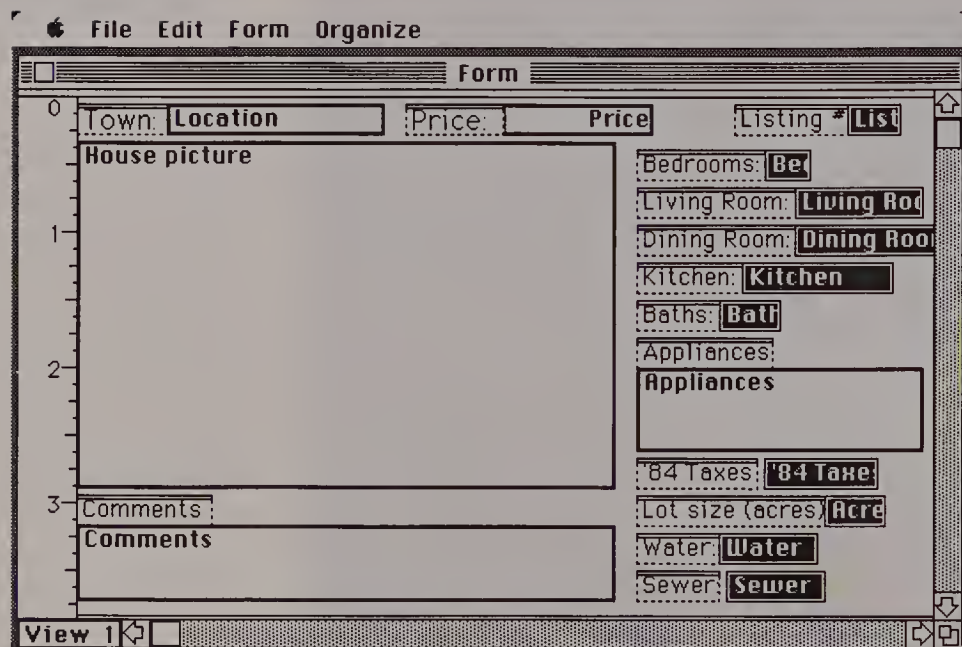 File Edit Form Organize
Form
0
Town: Location Price: Price Listing # List
House picture
Bedrooms: Bed
Living Room: Living Roo
1
Dining Room: Dining Roo
Kitchen: Kitchen
Baths: Bath
Appliances
2
Appliances
'84 Taxes '84 Taxe
3
Comments
Lot size (acres) Acre
Comments
Water: Water
Sewer Sewer
View 1